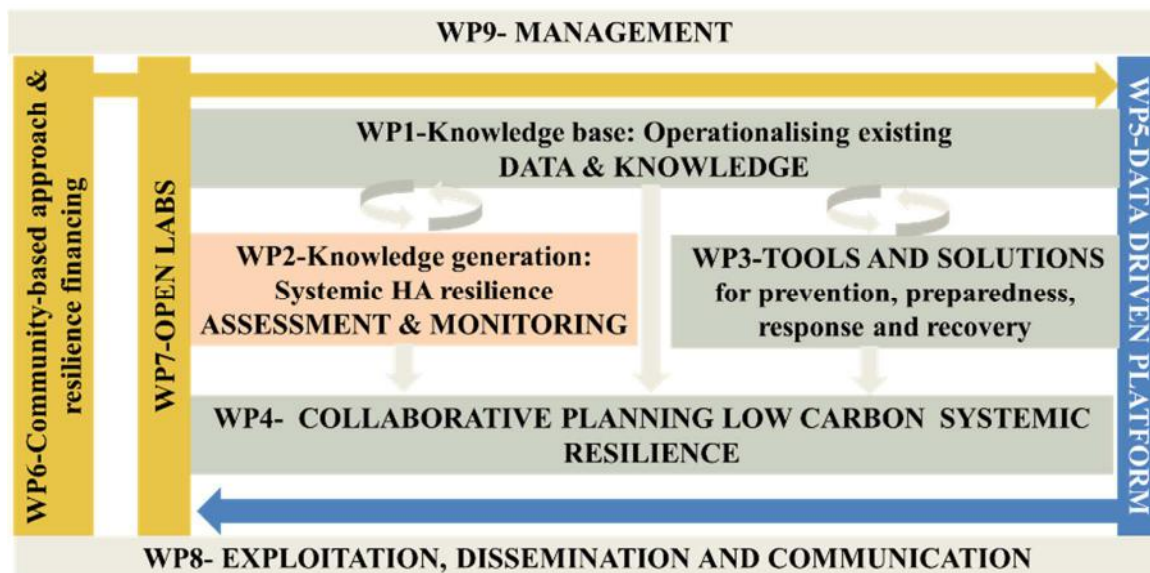 WP9- MANAGEMENT
WP6-Community-based approach &
resilience financing
WP7-OPEN LABS
WP1-Knowledge base: Operationalising existing
DATA & KNOWLEDGE
WP2-Knowledge generation:
Systemic HA resilience
ASSESSMENT & MONITORING
WP3-TOOLS AND SOLUTIONS
for prevention, preparedness,
response and recovery
WP4- COLLABORATIVE PLANNING LOW CARBON SYSTEMIC
RESILIENCE
WP5-DATA DRIVEN PLATFORM
WP8- EXPLOITATION, DISSEMINATION AND COMMUNICATION